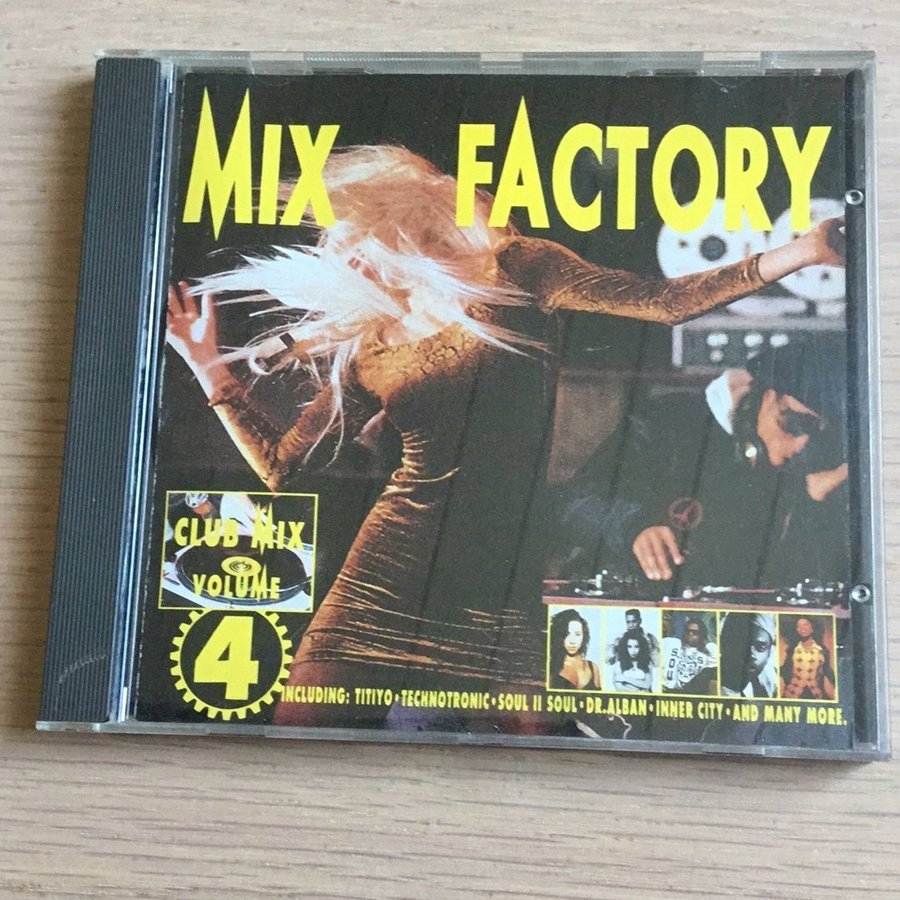 MIX FACTORY
CLUB MIX
VOLUME
4
INCLUDING: TITIYO • TECHNOTRONIC • SOUL II SOUL • DR.ALBAN • INNER CITY • AND MANY MORE.